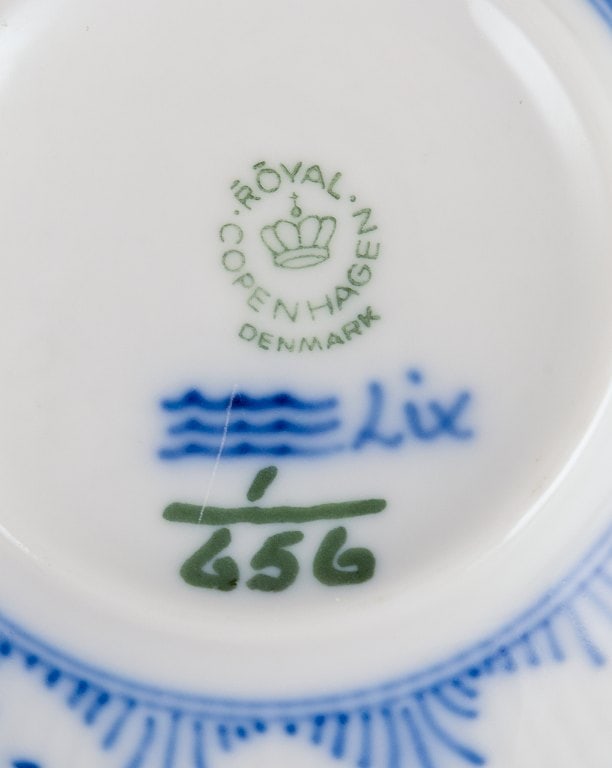 ROYAL
COPENHAGEN
DENMARK
Lix
1
656